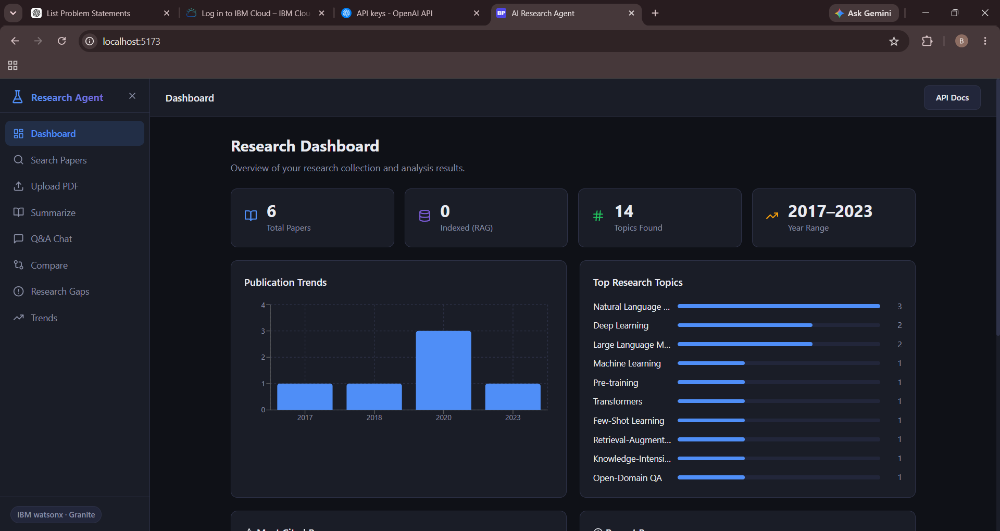 List Problem Statements
Log in to IBM Cloud – IBM Clou
API keys - OpenAI API
BP
AI Research Agent
Ask Gemini
localhost:5173
B
Research Agent
Dashboard
API Docs
Dashboard
Search Papers
Upload PDF
Summarize
Q&A Chat
Compare
Research Gaps
Trends
IBM watsonx · Granite
Research Dashboard
Overview of your research collection and analysis results.
6
Total Papers
0
Indexed (RAG)
14
Topics Found
2017–2023
Year Range
Publication Trends
4
3
2
1
0
2017 2018 2020 2023
Top Research Topics
Natural Language ... 3
Deep Learning 2
Large Language M... 2
Machine Learning 1
Pre-training 1
Transformers 1
Few-Shot Learning 1
Retrieval-Augment... 1
Knowledge-Intensi... 1
Open-Domain QA 1